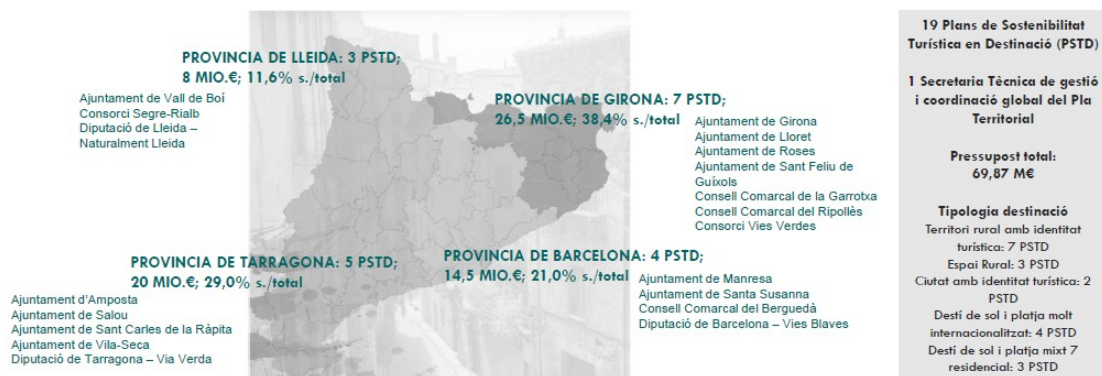 PROVINCIA DE LLEIDA: 3 PSTD;
8 MIO.€; 11,6% s./total
Ajuntament de Vall de Boí
Consorci Segre-Rialb
Diputació de Lleida –
Naturalment Lleida
PROVINCIA DE GIRONA: 7 PSTD;
26,5 MIO.€; 38,4% s./total
Ajuntament de Girona
Ajuntament de Lloret
Ajuntament de Roses
Ajuntament de Sant Feliu de
Guíxols
Consell Comarcal de la Garrotxa
Consell Comarcal del Ripollès
Consorci Vies Verdes
PROVINCIA DE TARRAGONA: 5 PSTD;
20 MIO.€; 29,0% s./total
Ajuntament d'Amposta
Ajuntament de Salou
Ajuntament de Sant Carles de la Ràpita
Ajuntament de Vila-Seca
Diputació de Tarragona – Via Verda
PROVINCIA DE BARCELONA: 4 PSTD;
14,5 MIO.€; 21,0% s./total
Ajuntament de Manresa
Ajuntament de Santa Susanna
Consell Comarcal del Berguedà
Diputació de Barcelona – Vies Blaves
19 Plans de Sostenibilitat
Turística en Destinació (PSTD)
1 Secretaria Tècnica de gestió
i coordinació global del Pla
Territorial
Pressupost total:
69,87 M€
Tipologia destinació
Territori rural amb identitat
turística: 7 PSTD
Espai Rural: 3 PSTD
Ciutat amb identitat turística: 2
PSTD
Destí de sol i platja molt
internacionalitzat: 4 PSTD
Destí de sol i platja mixt 7
residencial: 3 PSTD